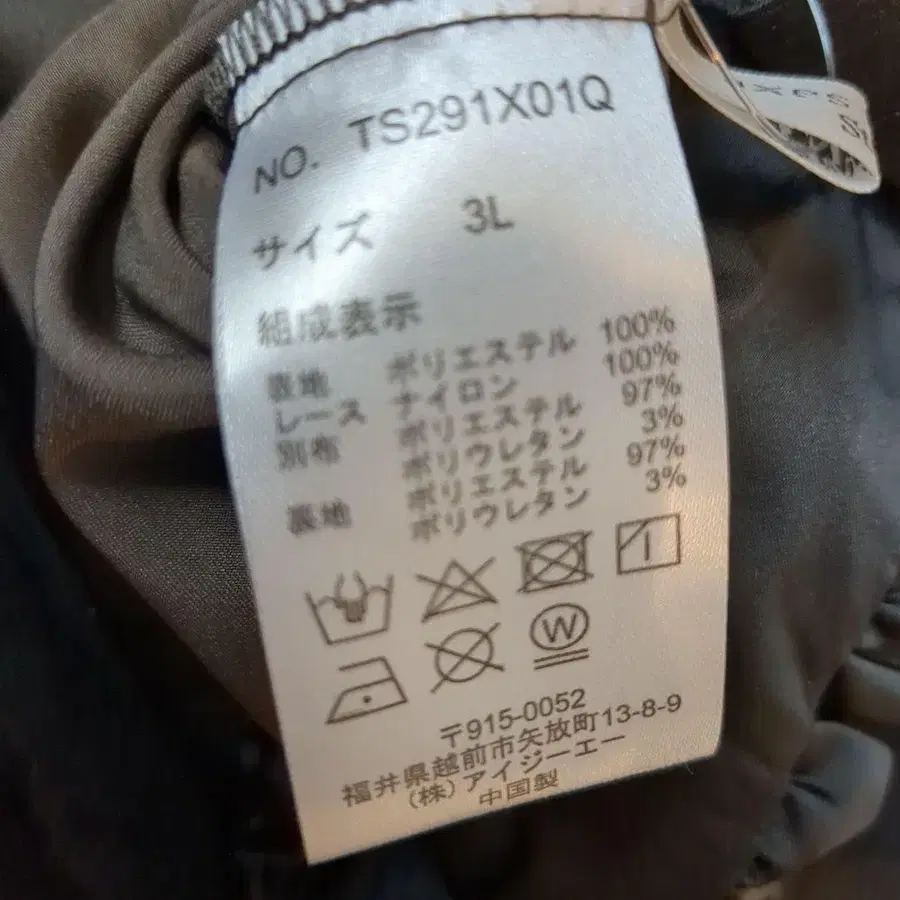 NO. TS291X01Q
サイズ 3L
組成表示
表地 ポリエステル 100%
レース ナイロン 100%
別布 ポリエステル 97%
ポリウレタン 3%
裏地 ポリエステル 97%
ポリウレタン 3%
W
〒915-0052
福井県越前市矢放町13-8-9
(株)アイジーエー
中国製